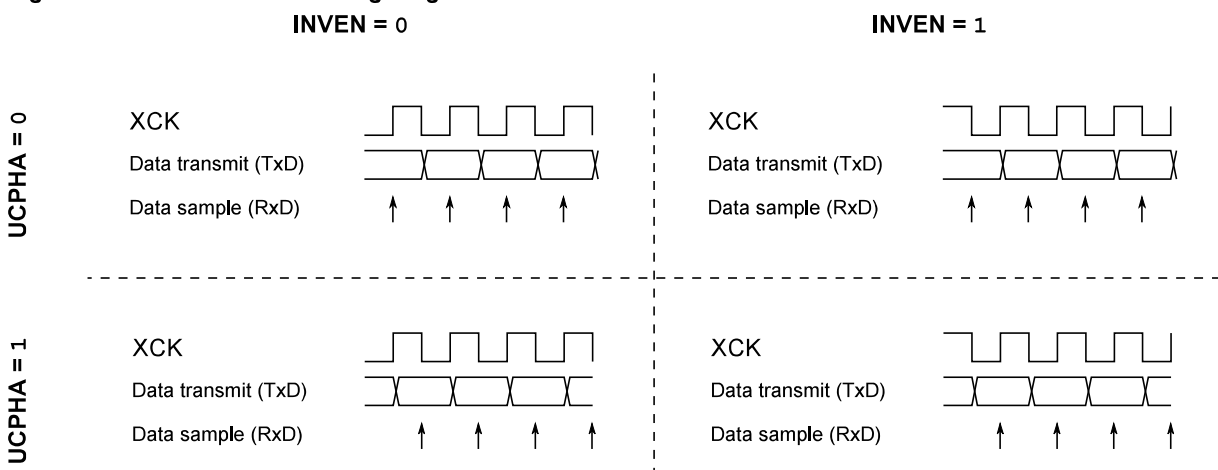 INVEN = 0
INVEN = 1
UCPHA = 0
XCK
Data transmit (TxD)
Data sample (RxD)
XCK
Data transmit (TxD)
Data sample (RxD)
UCPHA = 1
XCK
Data transmit (TxD)
Data sample (RxD)
XCK
Data transmit (TxD)
Data sample (RxD)